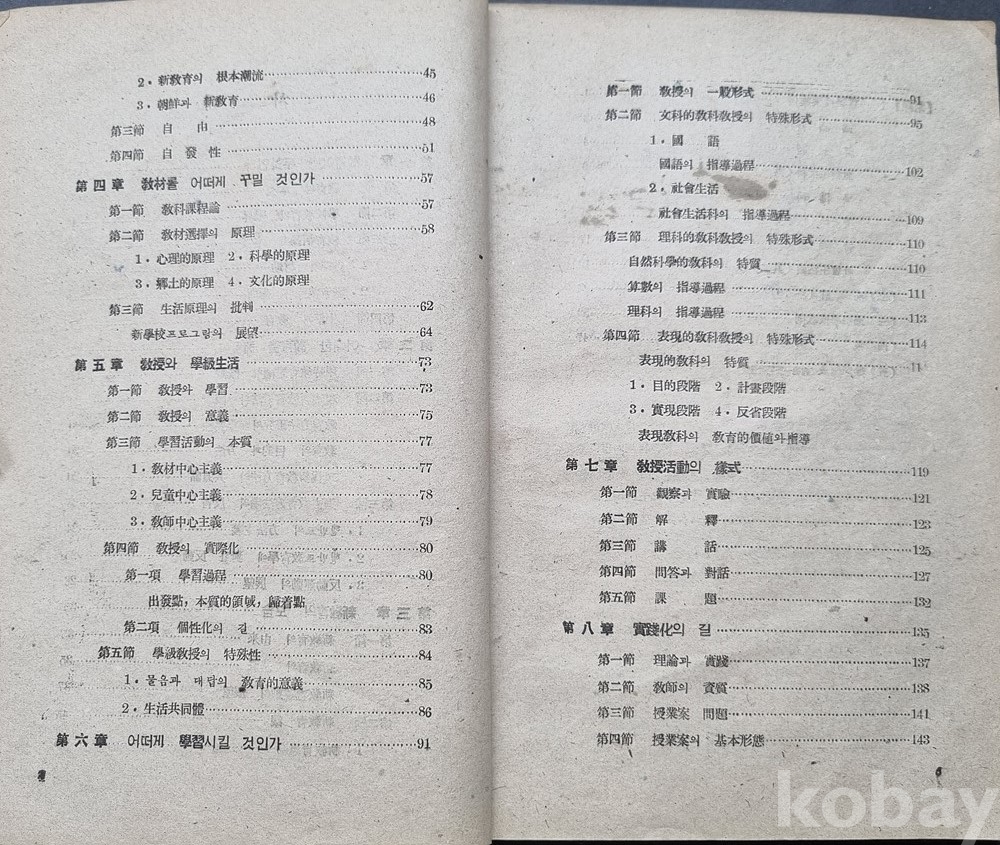 2. 新敎育의 根本潮流 45
3. 朝鮮과 新敎育 46
第三節 自由 48
第四節 自發性 51
第四章 敎材를 어떠게 꾸밀 것인가 57
第一節 敎科課程論 57
第二節 敎材選擇의 原理 58
1. 心理的原理 2. 科學的原理
3. 鄕土的原理 4. 文化的原理
第三節 生活原理의 批判 62
新學校프로그람의 展望 64
第五章 敎授와 學級生活 73
第一節 敎授와 學習 73
第二節 敎授의 意義 75
第三節 學習活動의 本質 77
1. 敎材中心主義 77
2. 兒童中心主義 78
3. 敎師中心主義 79
第四節 敎授의 實際化 80
第一項 學習過程 80
出發點, 本質的領域, 歸着點
第二項 個性化의 길 83
第五節 學級敎授의 特殊性 84
1. 물음과 대답의 敎育的意義 85
2. 生活共同體 86
第六章 어떠게 學習시킬 것인가 91
第一節 敎授의 一般形式 91
第二節 文科的敎科敎授의 特殊形式 95
1. 國語
國語의 指導過程 102
2. 社會生活
社會生活科의 指導過程 109
第三節 理科的敎科敎授의 特殊形式 110
自然科學的敎科의 特質 110
算數의 指導過程 111
理科의 指導過程 113
第四節 表現的敎科敎授의 特殊形式 114
表現的敎科의 特質 11
1. 目的段階 2. 計畫段階
3. 實現段階 4. 反省段階
表現敎科의 敎育的價値와指導
第七章 敎授活動의 樣式 119
第一節 觀察과 實驗 121
第二節 解釋 123
第三節 講話 125
第四節 問答과 對話 127
第五節 課題 132
第八章 實踐化의 길 135
第一節 理論과 實踐 137
第二節 敎師의 資質 138
第三節 授業案 問題 141
第四節 授業案의 基本形態 143
kobay